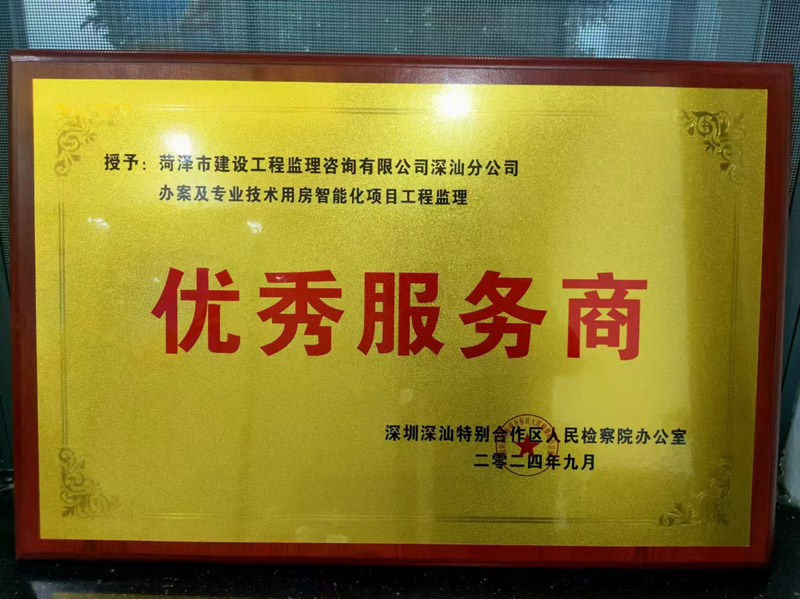 授予：菏泽市建设工程监理咨询有限公司深汕分公司
办案及专业技术用房智能化项目工程监理
优秀服务商
深圳深汕特别合作区人民检察院办公室
二零二四年九月